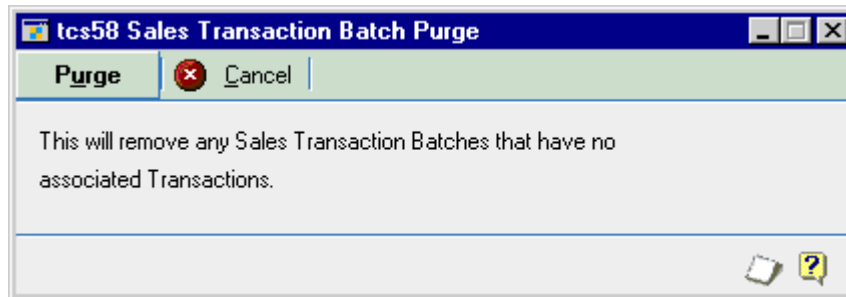 tcs58 Sales Transaction Batch Purge
Purge Cancel
This will remove any Sales Transaction Batches that have no
associated Transactions.
?